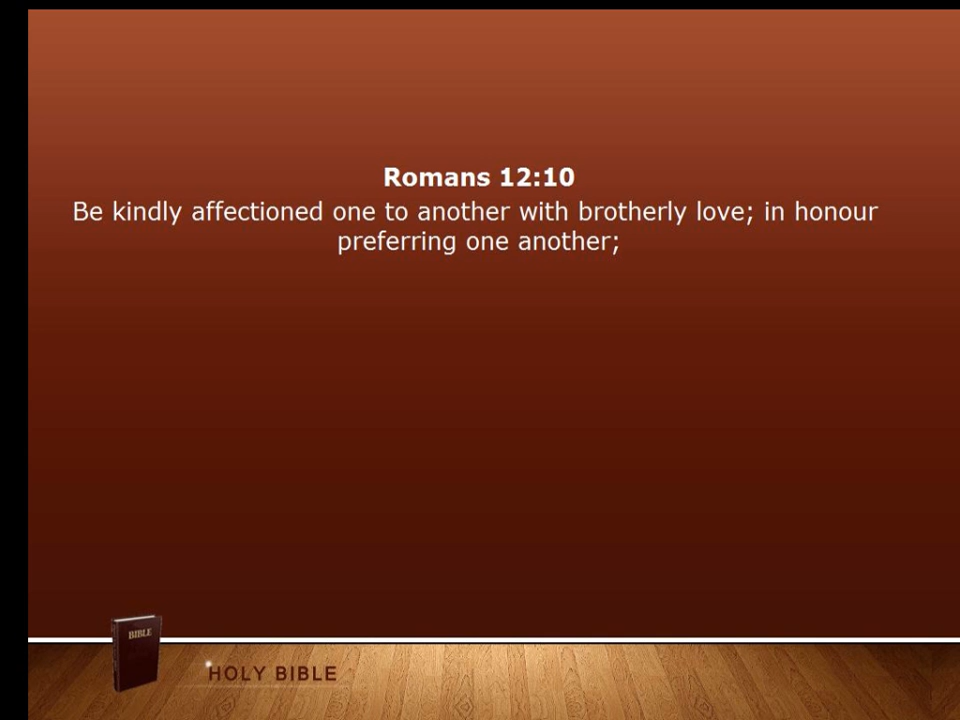 Romans 12:10
Be kindly affectioned one to another with brotherly love; in honour
preferring one another;
BIBLE
HOLY BIBLE